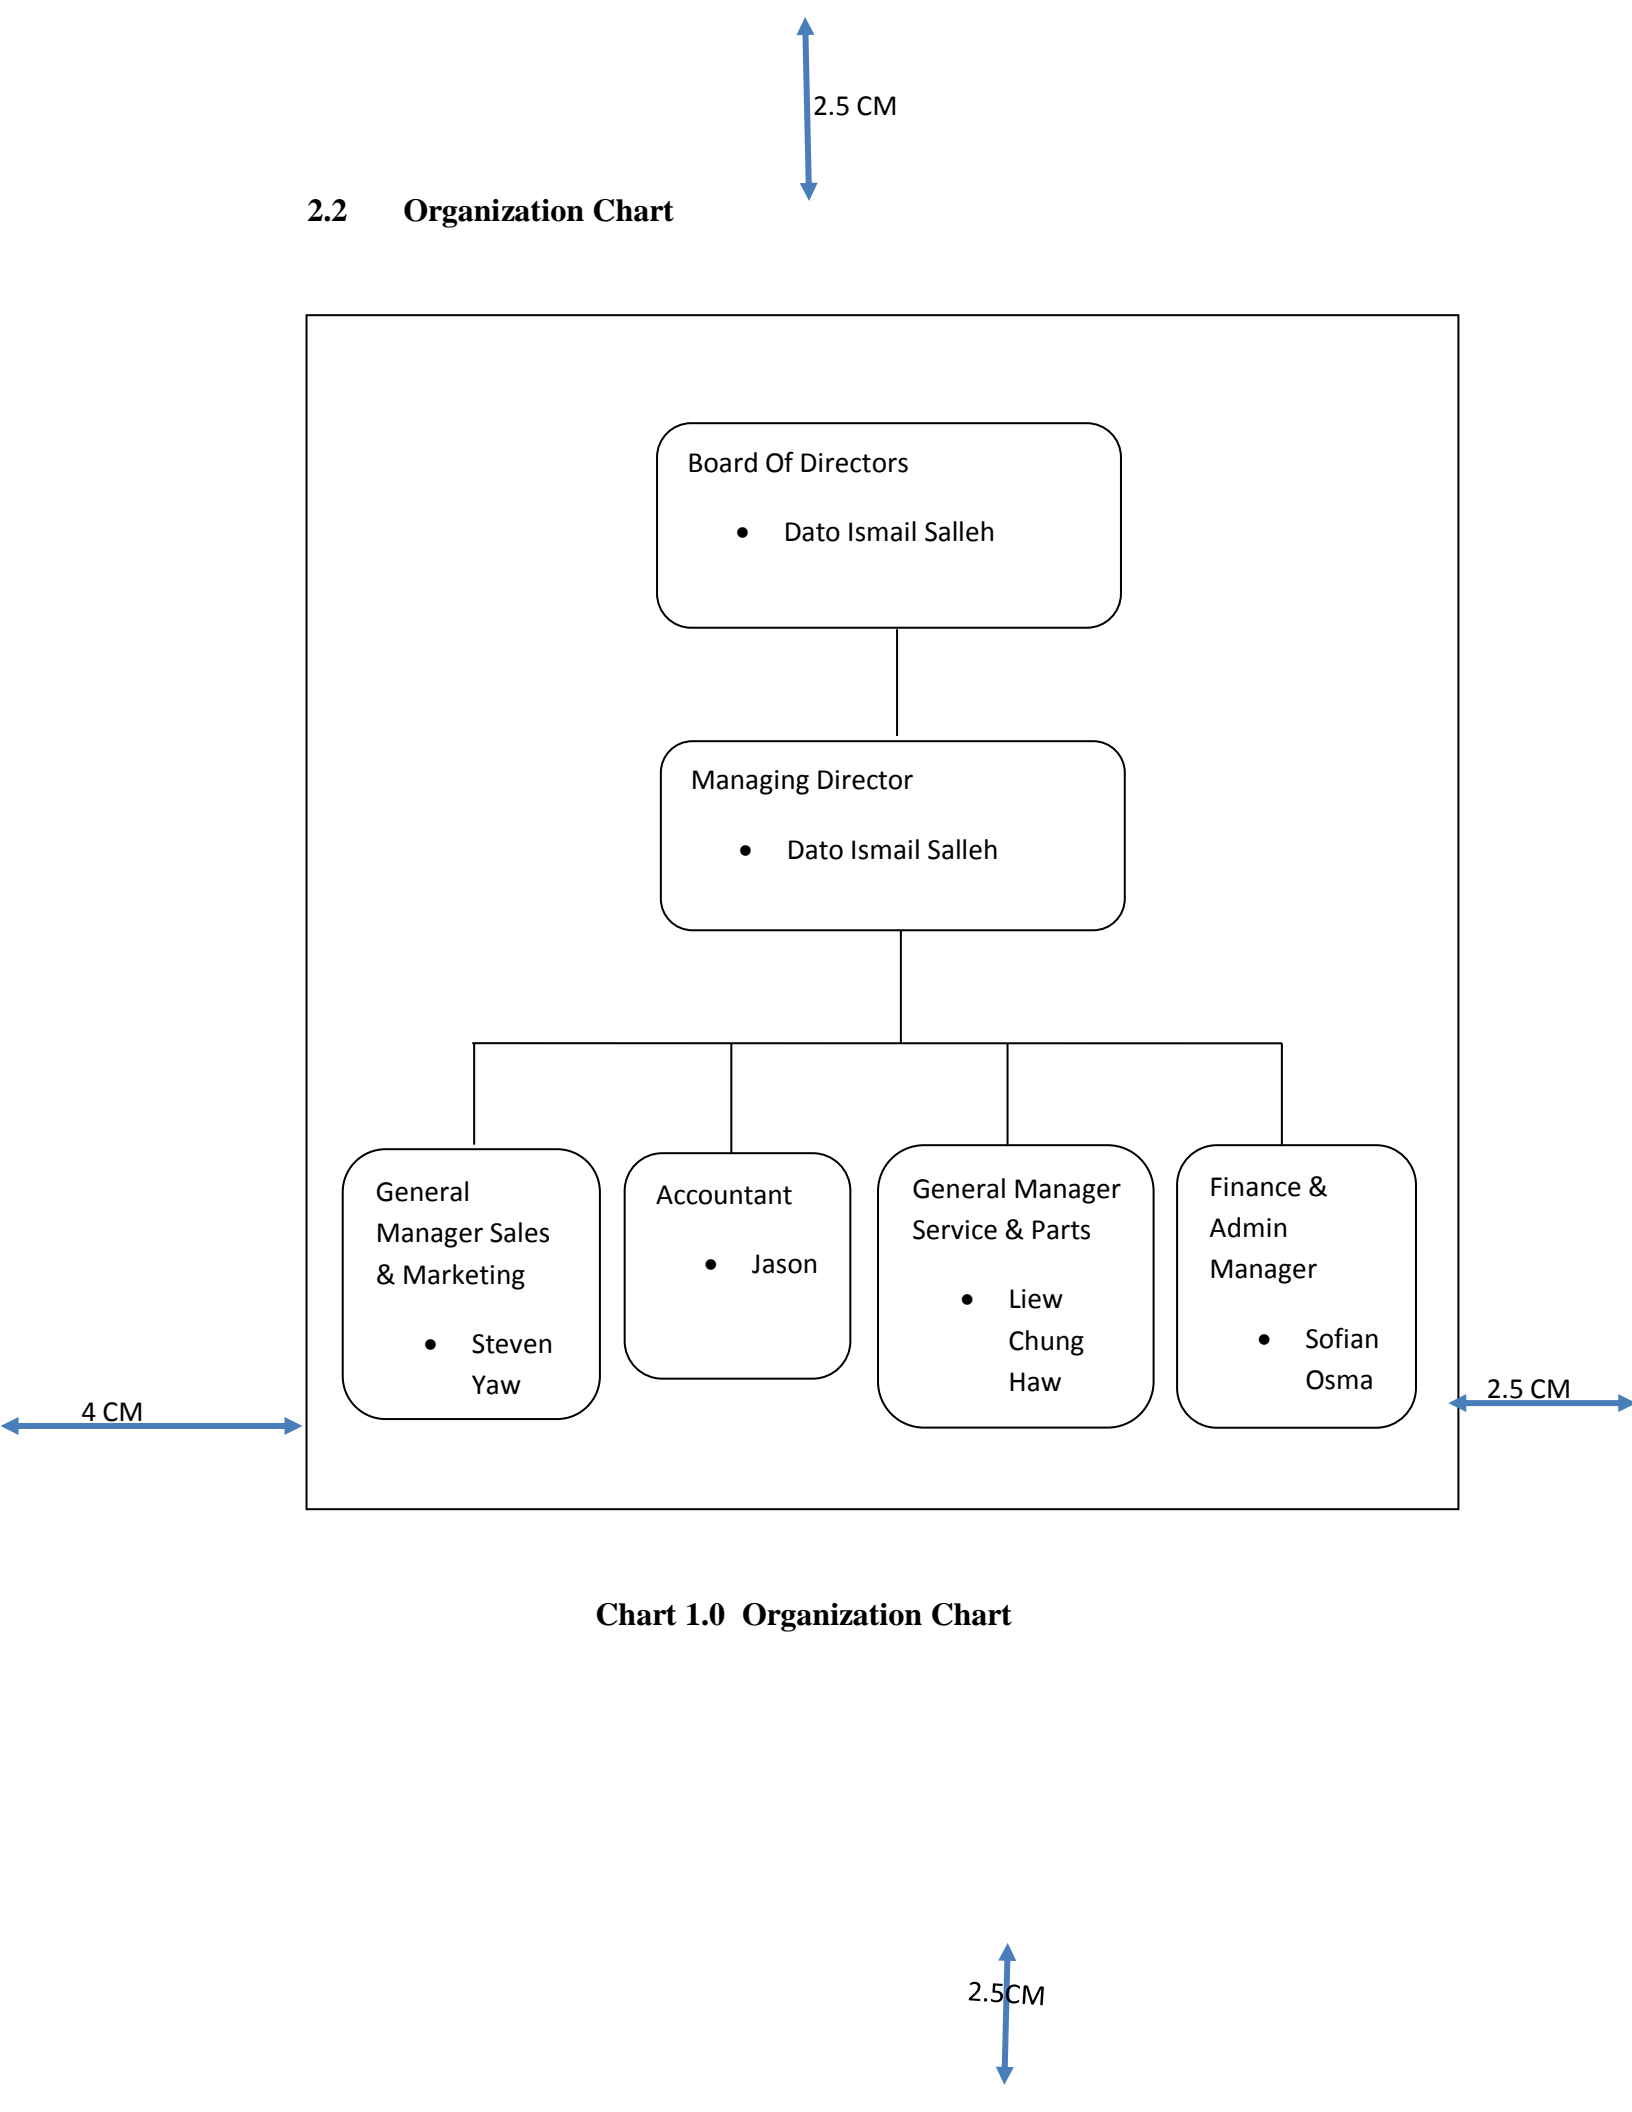 2.5 CM
2.2 Organization Chart
Board Of Directors
• Dato Ismail Salleh
Managing Director
• Dato Ismail Salleh
General
Manager Sales
& Marketing
• Steven
Yaw
Accountant
• Jason
General Manager
Service & Parts
• Liew
Chung
Haw
Finance &
Admin
Manager
• Sofian
Osma
4 CM
2.5 CM
Chart 1.0 Organization Chart
2.5CM